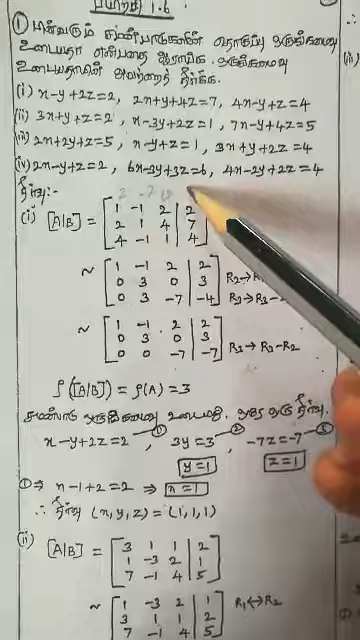 பயிற்சி 1.6
① பின்வரும் சமன்பாடுகளின் தொகுப்பு ஒருங்கமைவு
உடையதா என்பதை ஆராய்க. ஒருங்கமைவு
உடையதாயின் அவற்றைத் தீர்க்க.
(i) x-y+2z=2, 2x+y+4z=7, 4x-y+z=4
(ii) 3x+y+z=2, x-3y+2z=1, 7x-y+4z=5
(iii) 2x+2y+z=5, x-y+z=1, 3x+y+2z=4
(iv) 2x-y+z=2, 6x-3y+3z=6, 4x-2y+2z=4
தீர்வு:-
(i) [A|B] = [1 -1 2 | 2
2 1 4 | 7
4 -1 1 | 4]
~ [1 -1 2 | 2
0 3 0 | 3 R₂→
0 3 -7 | -4] R₃→R₃-
~ [1 -1 2 | 2
0 3 0 | 3
0 0 -7 | -7] R₃→R₃-R₂
ρ([A|B]) = ρ(A) = 3
சமன்பாடு ஒருங்கமைவு உடையது. ஒரே ஒரு தீர்வு.
x-y+2z=2 ①, 3y=3 ②, -7z=-7 ③
y=1 z=1
①⇒ x-1+2=2 ⇒ x=1
∴ தீர்வு (x,y,z) = (1,1,1)
(ii) [A|B] = [3 1 1 | 2
1 -3 2 | 1
7 -1 4 | 5]
~ [1 -3 2 | 1 R₁↔R₂
3 1 1 | 2
7 -1 4 | 5